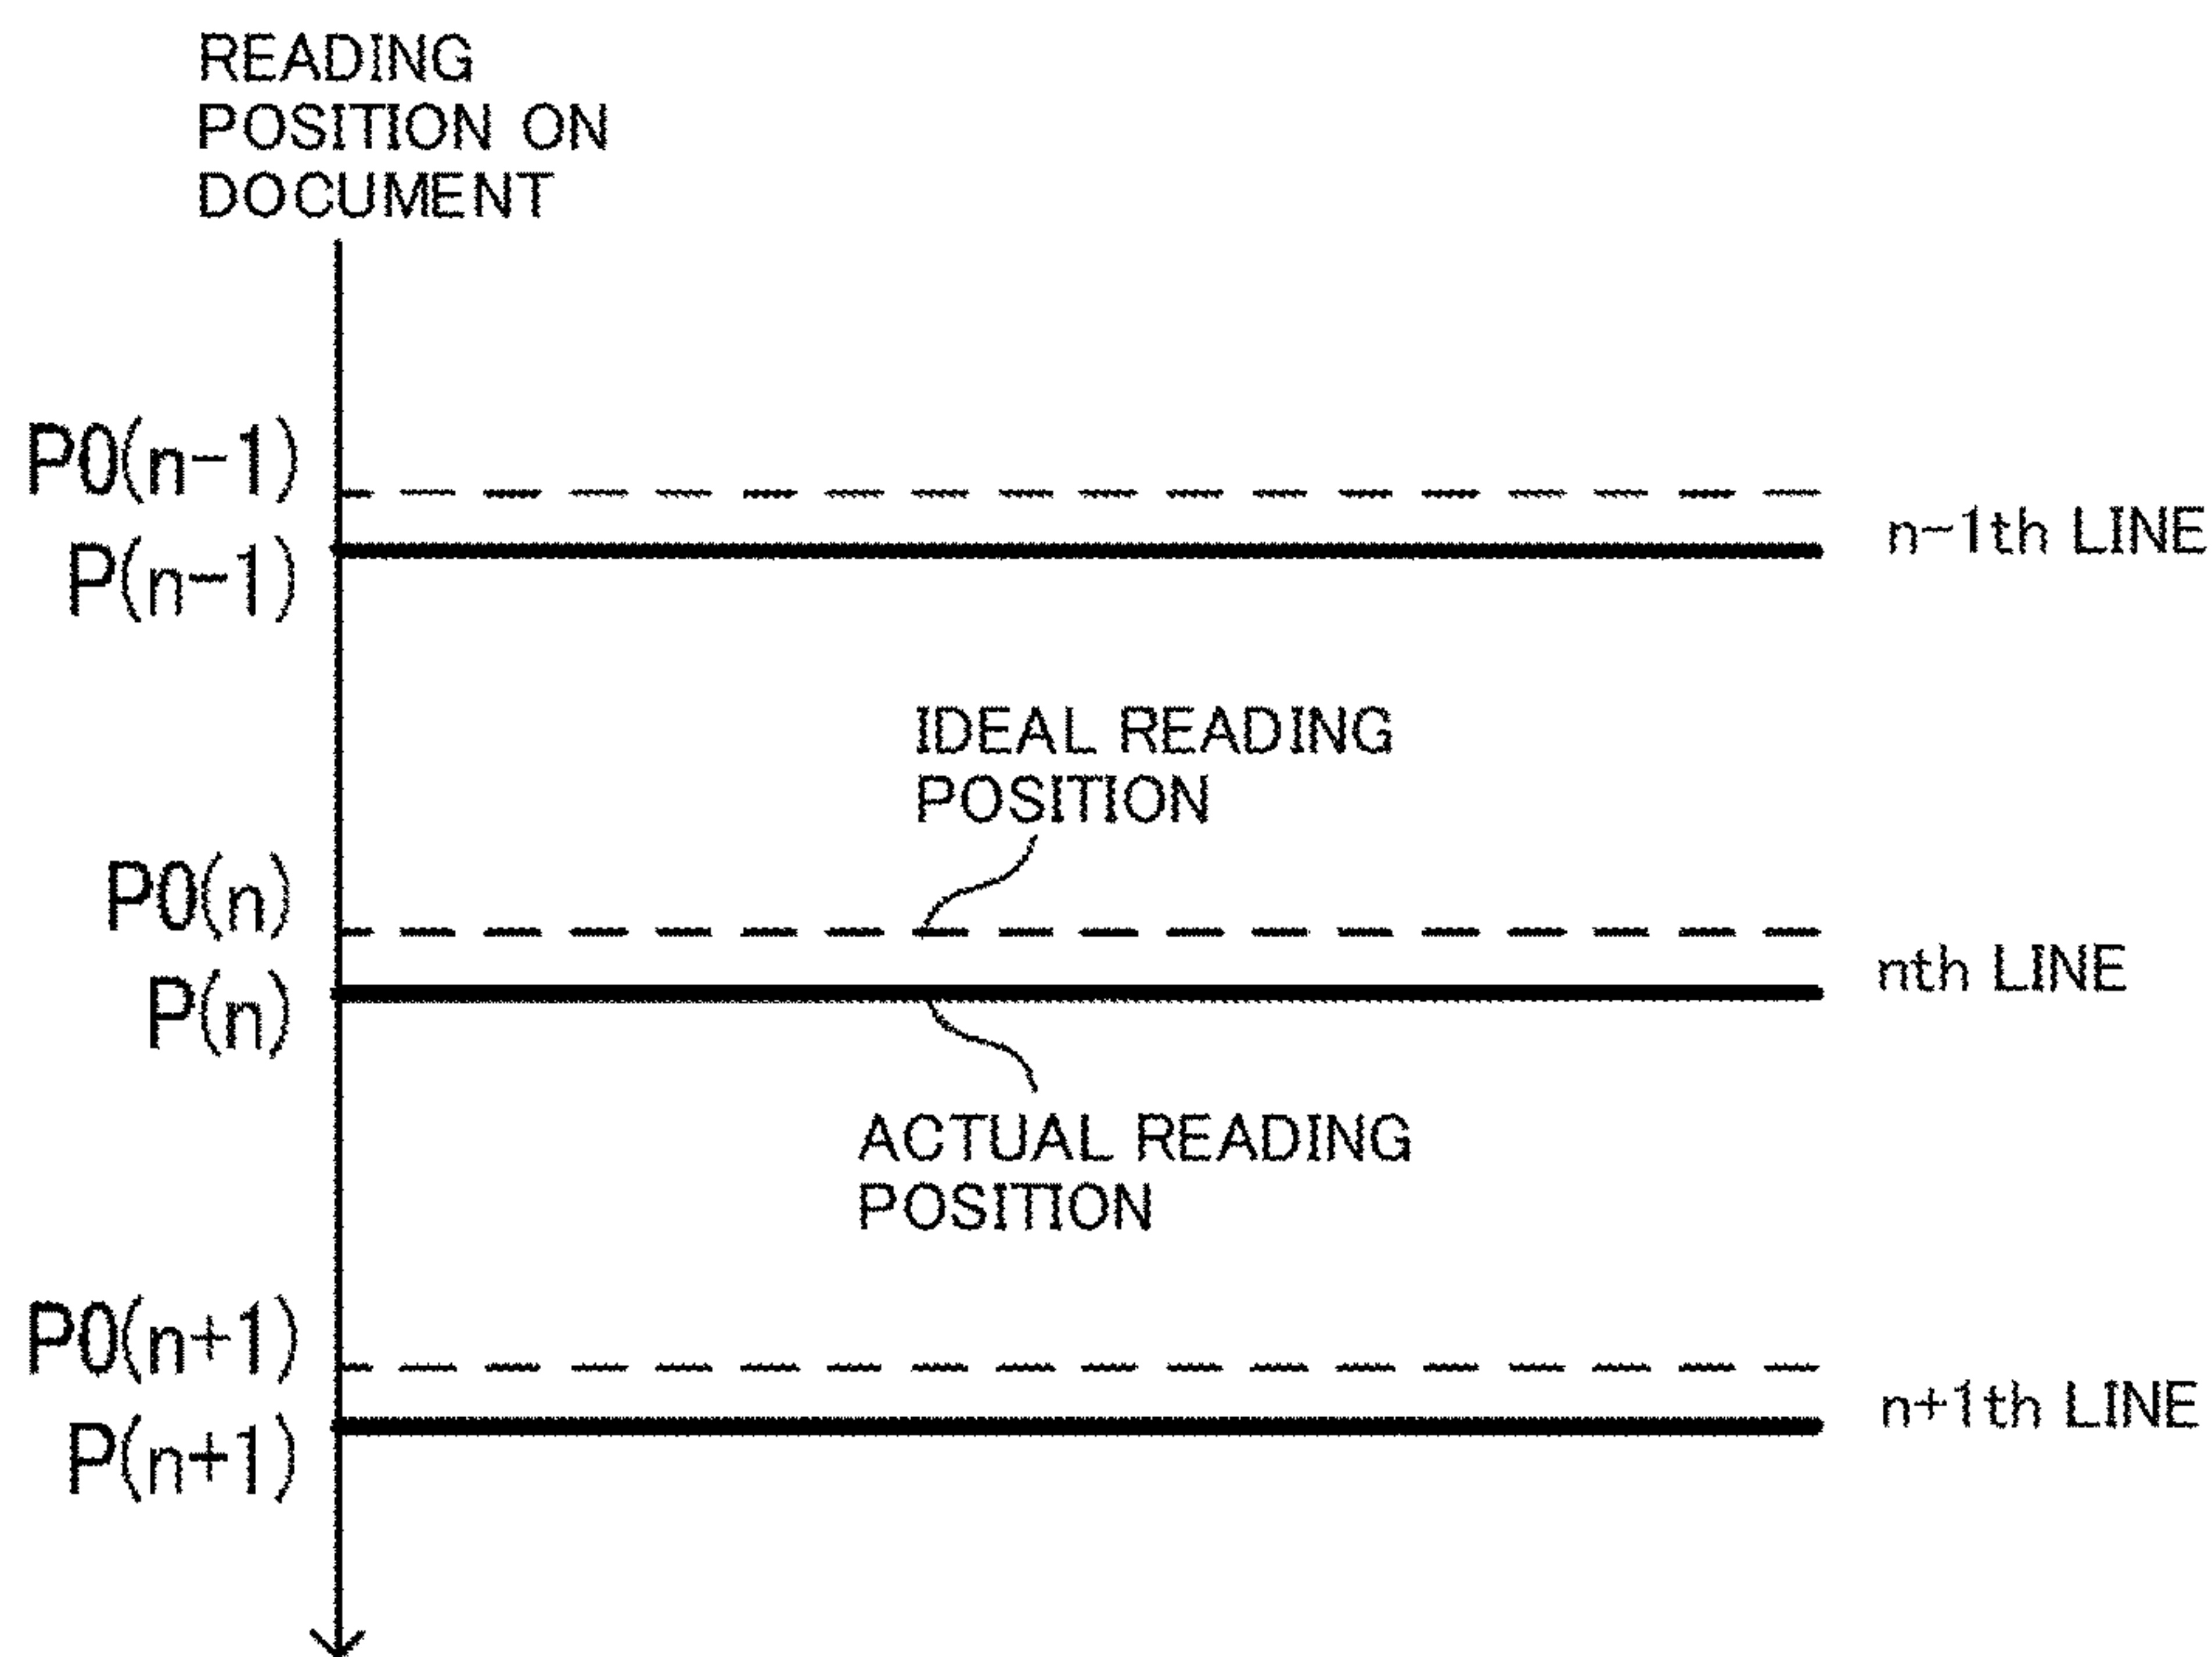 READING
POSITION ON
DOCUMENT
P0(n-1)
P(n-1)
n-1th LINE
IDEAL READING
POSITION
P0(n)
P(n)
nth LINE
ACTUAL READING
POSITION
P0(n+1)
P(n+1)
n+1th LINE